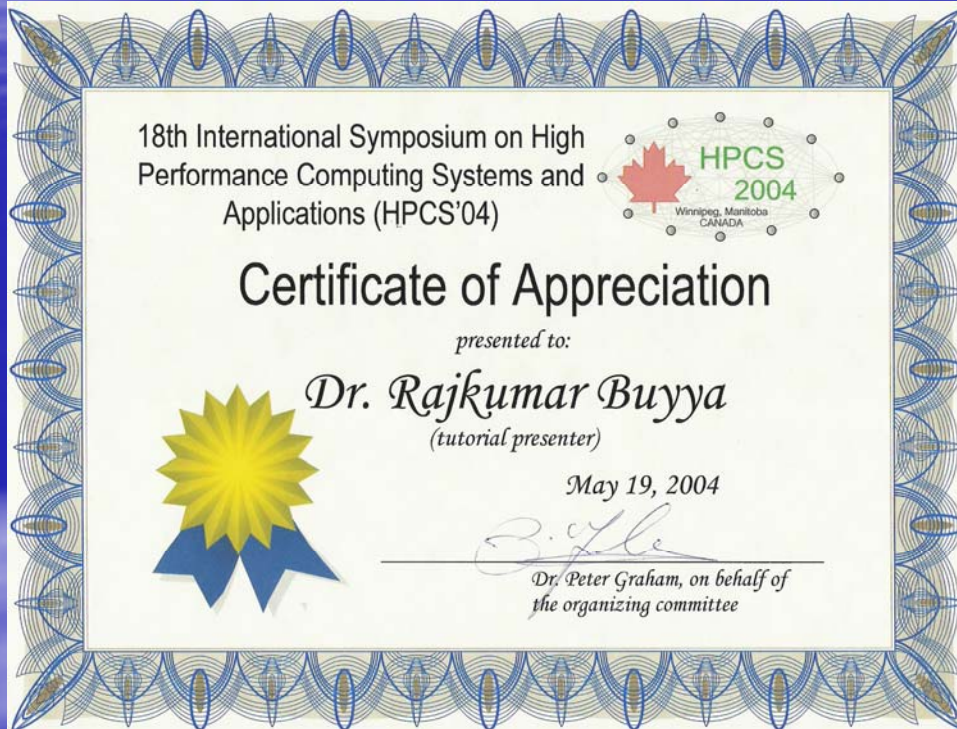 18th International Symposium on High
Performance Computing Systems and
Applications (HPCS'04)
HPCS
2004
Winnipeg, Manitoba
CANADA
Certificate of Appreciation
presented to:
Dr. Rajkumar Buyya
(tutorial presenter)
May 19, 2004
Dr. Peter Graham, on behalf of
the organizing committee